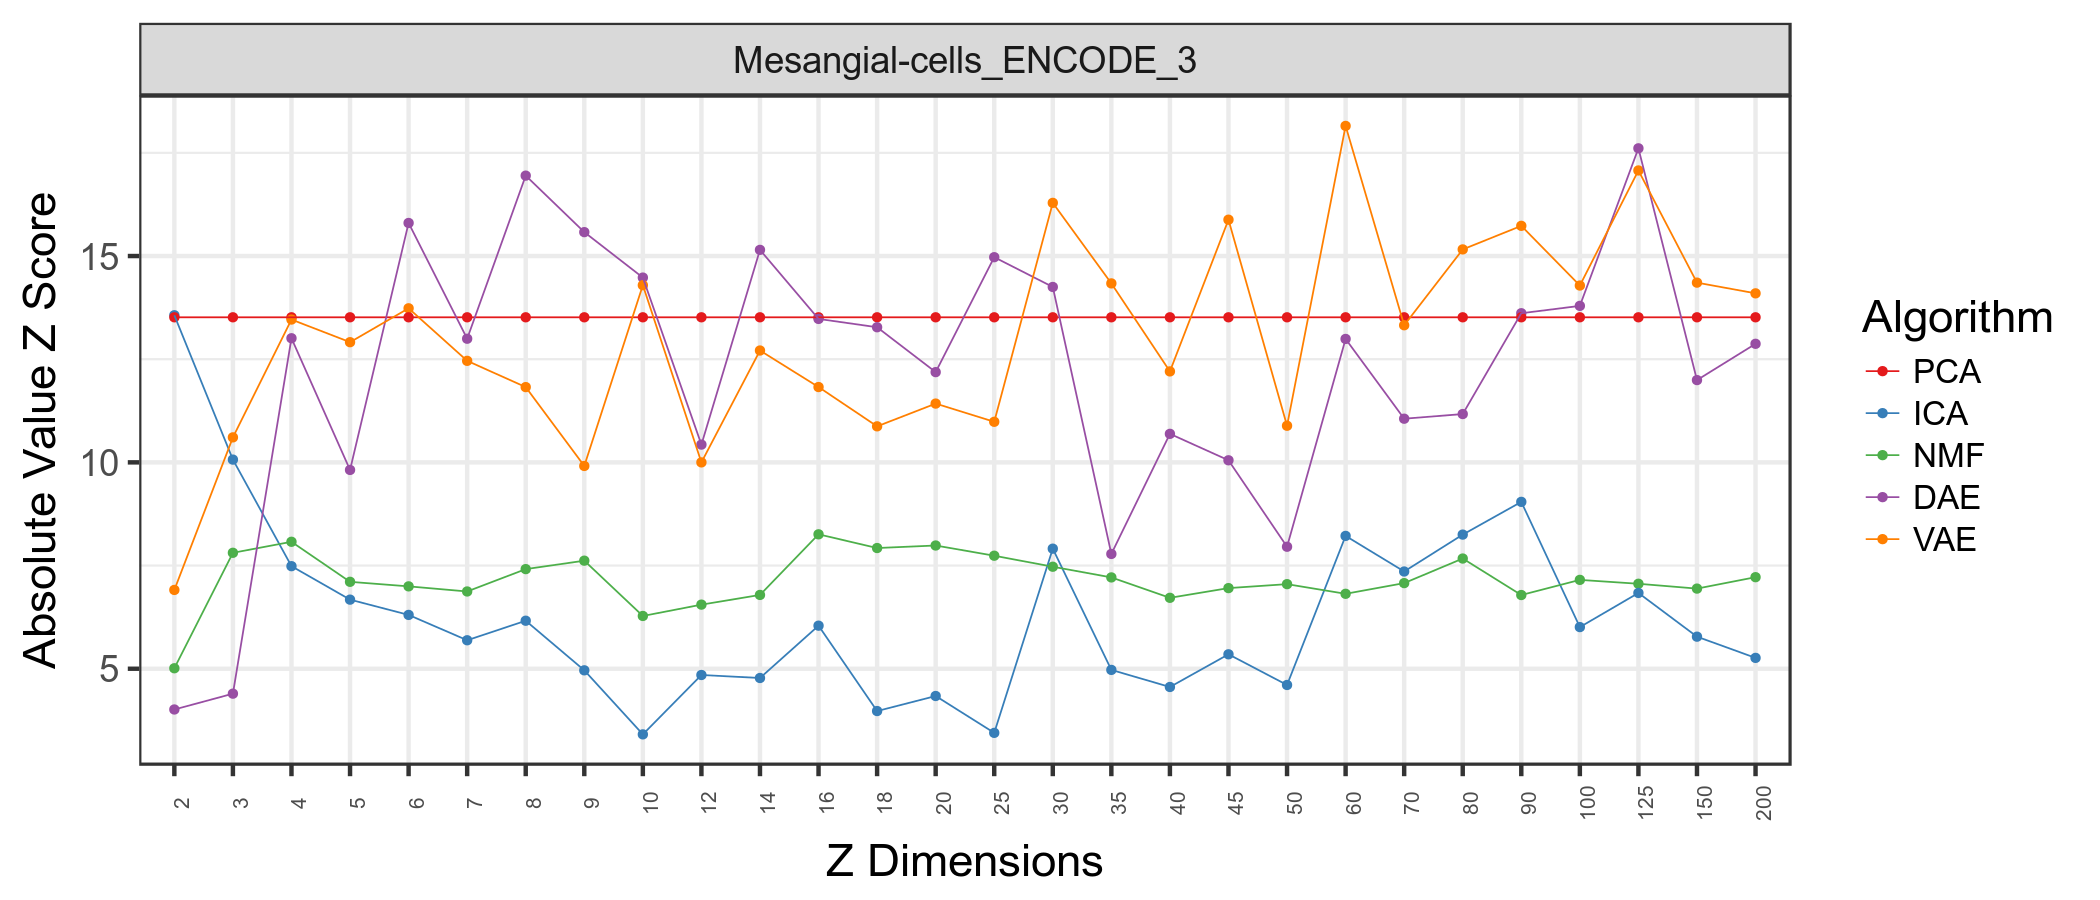 Mesangial-cells_ENCODE_3
Absolute Value Z Score
15
10
5
2 3 4 5 6 7 8 9 10 12 14 16 18 20 25 30 35 40 45 50 60 70 80 90 100 125 150 200
Z Dimensions
Algorithm
PCA
ICA
NMF
DAE
VAE